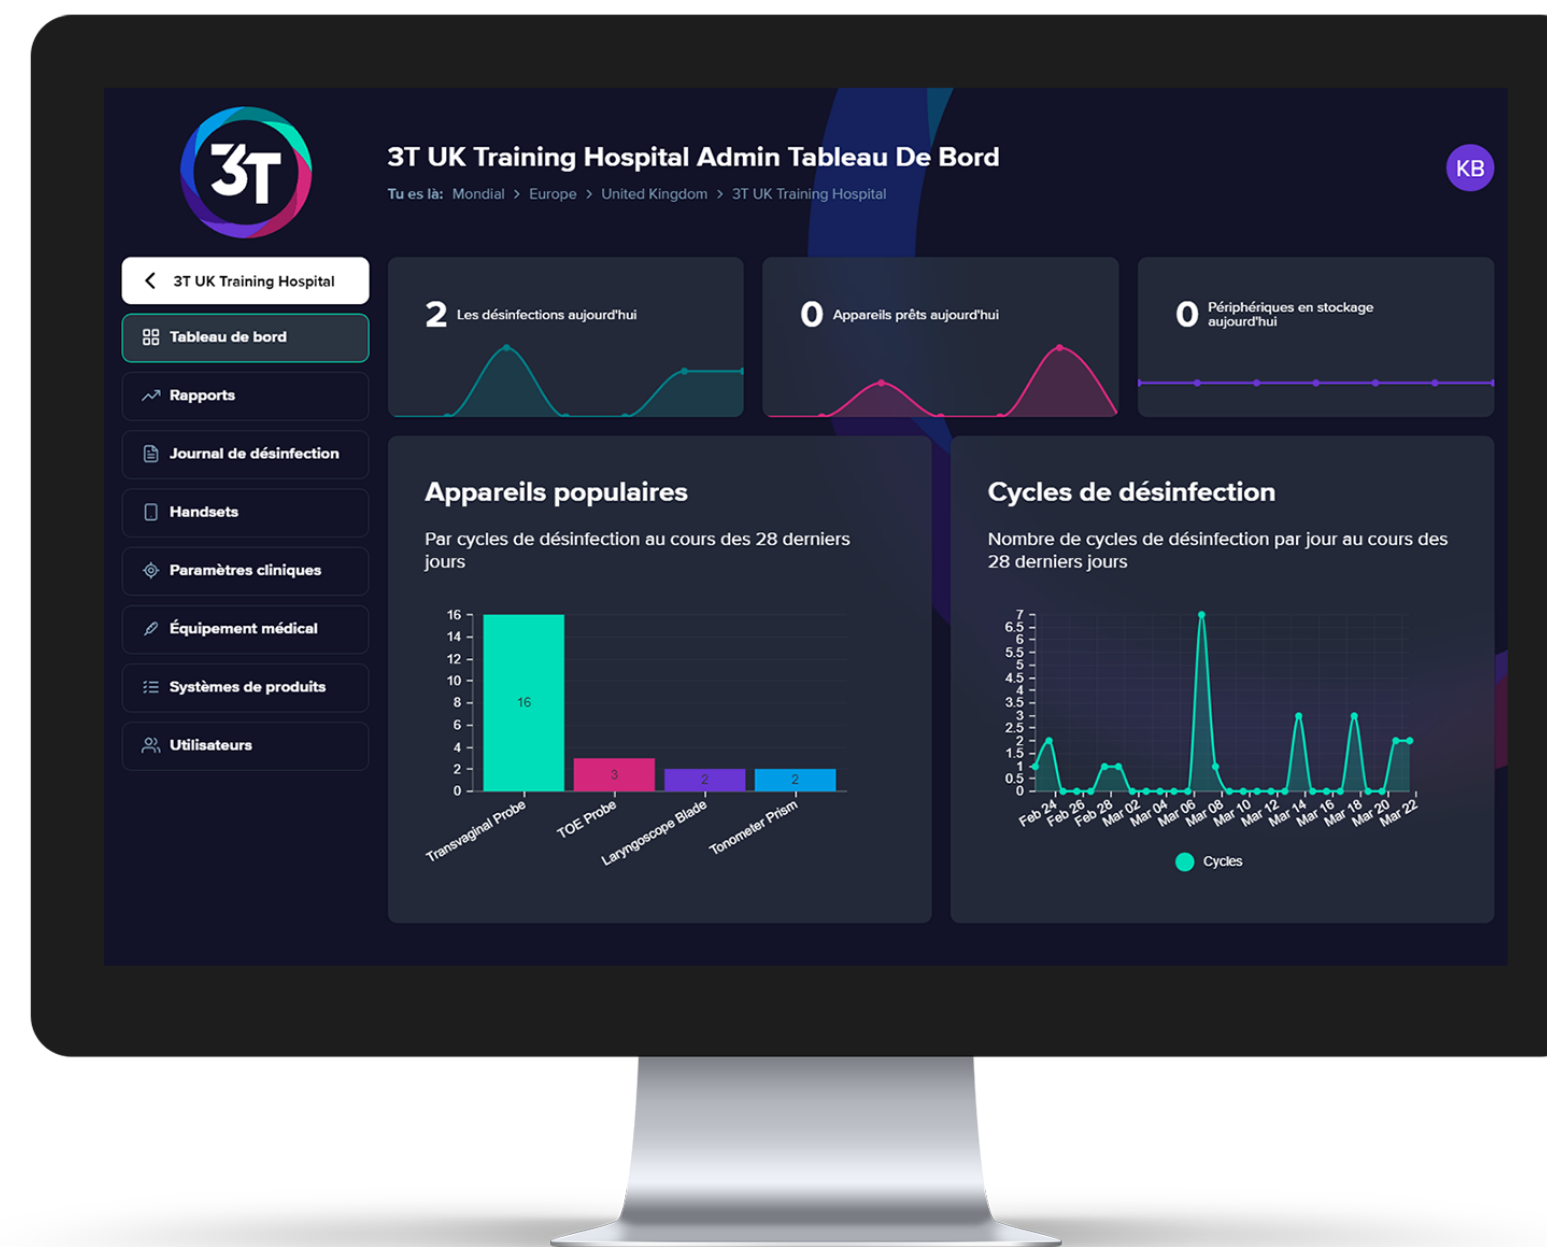 3T
3T UK Training Hospital Admin Tableau De Bord
Tu es là: Mondial > Europe > United Kingdom > 3T UK Training Hospital
KB
3T UK Training Hospital
Tableau de bord
Rapports
Journal de désinfection
Handsets
Paramètres cliniques
Équipement médical
Systèmes de produits
Utilisateurs
2 Les désinfections aujourd'hui
0 Appareils prêts aujourd'hui
0 Périphériques en stockage
aujourd'hui
Appareils populaires
Par cycles de désinfection au cours des 28 derniers
jours
16
14
12
10
8
6
4
2
0
16
3
2
2
Transvaginal Probe
TOE Probe
Laryngoscope Blade
Tonometer Prism
Cycles de désinfection
Nombre de cycles de désinfection par jour au cours des
28 derniers jours
7
6.5
6
5.5
5
4.5
4
3.5
3
2.5
2
1.5
1
0.5
0
Feb 24
Feb 26
Feb 28
Mar 02
Mar 04
Mar 06
Mar 08
Mar 10
Mar 12
Mar 14
Mar 16
Mar 18
Mar 20
Mar 22
Cycles